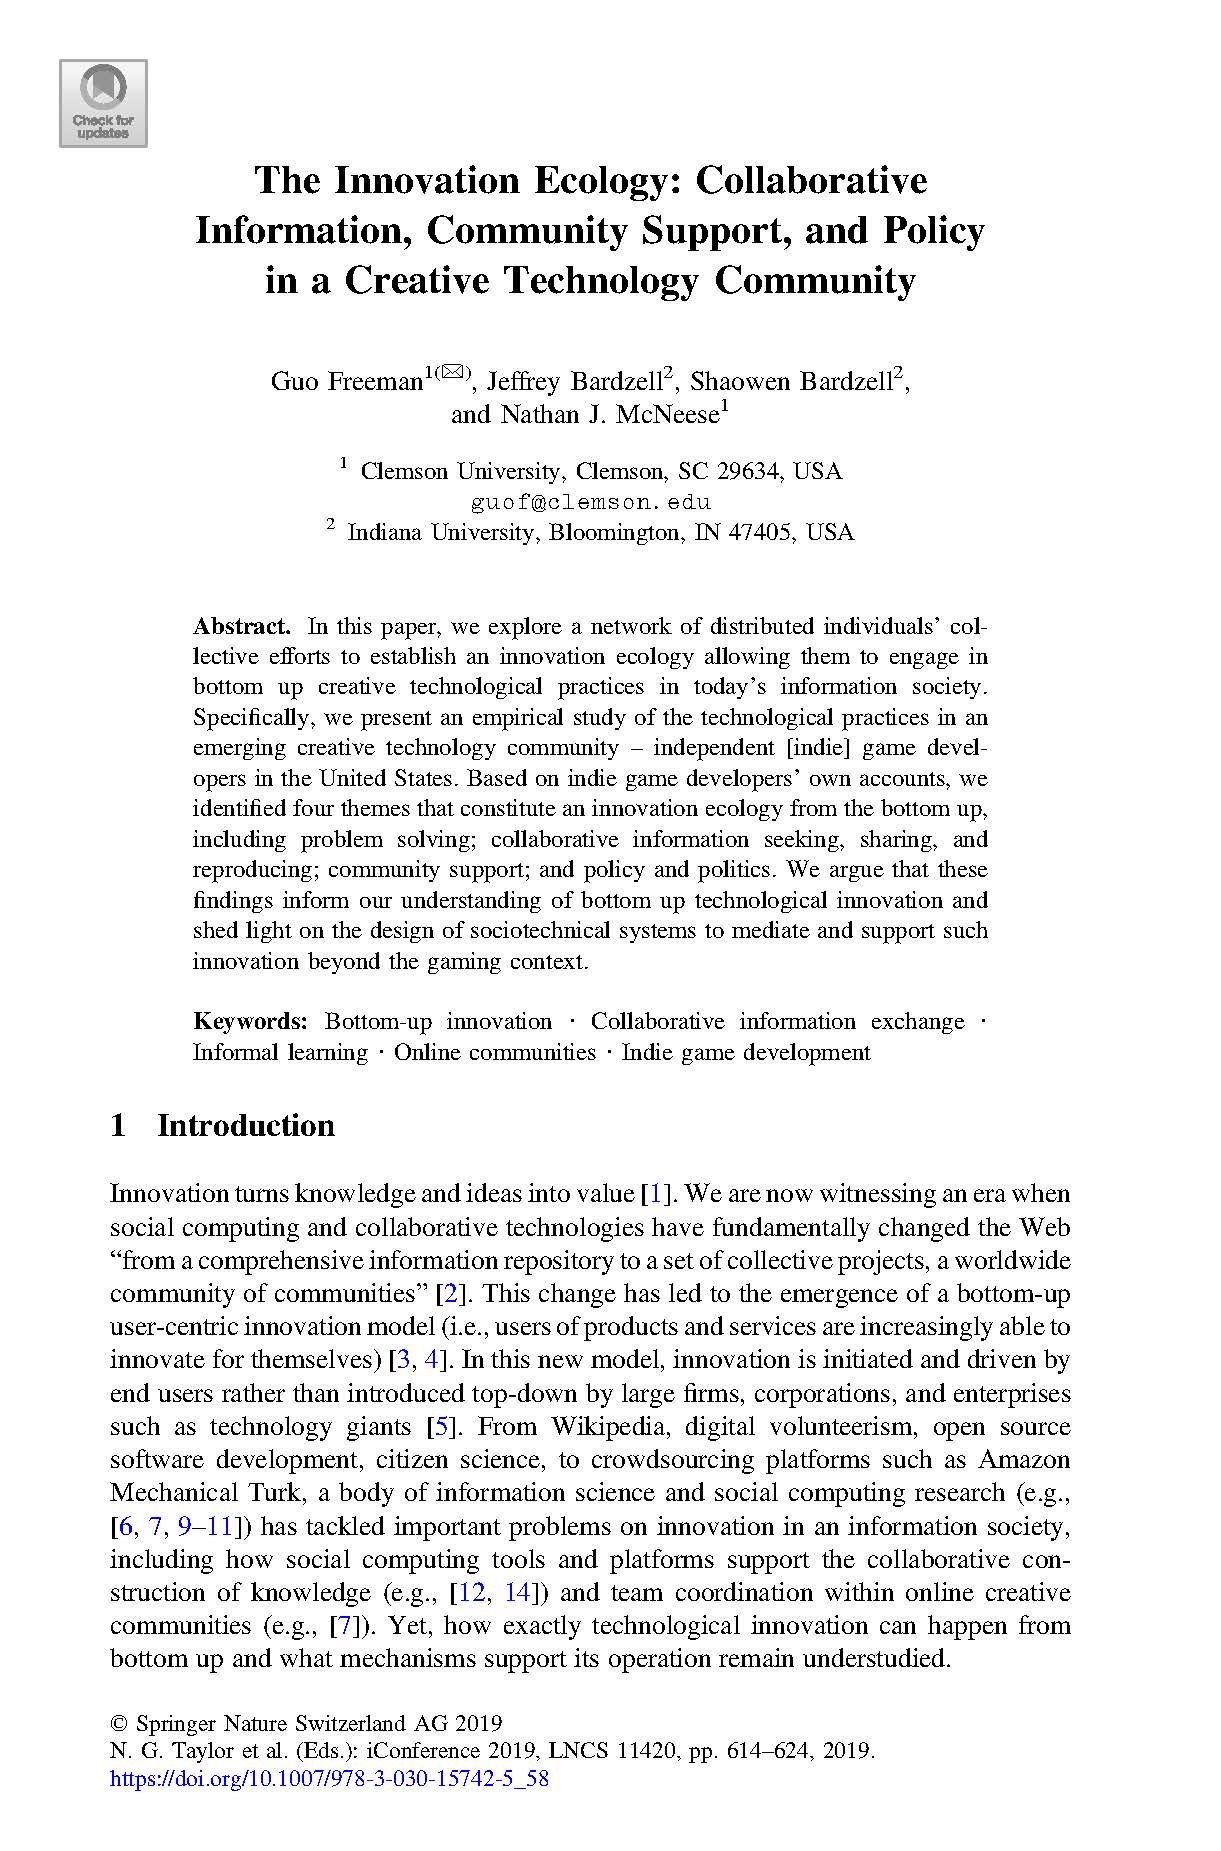 Check for
updates
The Innovation Ecology: Collaborative
Information, Community Support, and Policy
in a Creative Technology Community
Guo Freeman1(✉), Jeffrey Bardzell2, Shaowen Bardzell2,
and Nathan J. McNeese1
1 Clemson University, Clemson, SC 29634, USA
guof@clemson.edu
2 Indiana University, Bloomington, IN 47405, USA
Abstract. In this paper, we explore a network of distributed individuals’ col-
lective efforts to establish an innovation ecology allowing them to engage in
bottom up creative technological practices in today’s information society.
Specifically, we present an empirical study of the technological practices in an
emerging creative technology community – independent [indie] game devel-
opers in the United States. Based on indie game developers’ own accounts, we
identified four themes that constitute an innovation ecology from the bottom up,
including problem solving; collaborative information seeking, sharing, and
reproducing; community support; and policy and politics. We argue that these
findings inform our understanding of bottom up technological innovation and
shed light on the design of sociotechnical systems to mediate and support such
innovation beyond the gaming context.
Keywords: Bottom-up innovation · Collaborative information exchange ·
Informal learning · Online communities · Indie game development
1 Introduction
Innovation turns knowledge and ideas into value [1]. We are now witnessing an era when
social computing and collaborative technologies have fundamentally changed the Web
“from a comprehensive information repository to a set of collective projects, a worldwide
community of communities” [2]. This change has led to the emergence of a bottom-up
user-centric innovation model (i.e., users of products and services are increasingly able to
innovate for themselves) [3, 4]. In this new model, innovation is initiated and driven by
end users rather than introduced top-down by large firms, corporations, and enterprises
such as technology giants [5]. From Wikipedia, digital volunteerism, open source
software development, citizen science, to crowdsourcing platforms such as Amazon
Mechanical Turk, a body of information science and social computing research (e.g.,
[6, 7, 9–11]) has tackled important problems on innovation in an information society,
including how social computing tools and platforms support the collaborative con-
struction of knowledge (e.g., [12, 14]) and team coordination within online creative
communities (e.g., [7]). Yet, how exactly technological innovation can happen from
bottom up and what mechanisms support its operation remain understudied.
© Springer Nature Switzerland AG 2019
N. G. Taylor et al. (Eds.): iConference 2019, LNCS 11420, pp. 614–624, 2019.
https://doi.org/10.1007/978-3-030-15742-5_58